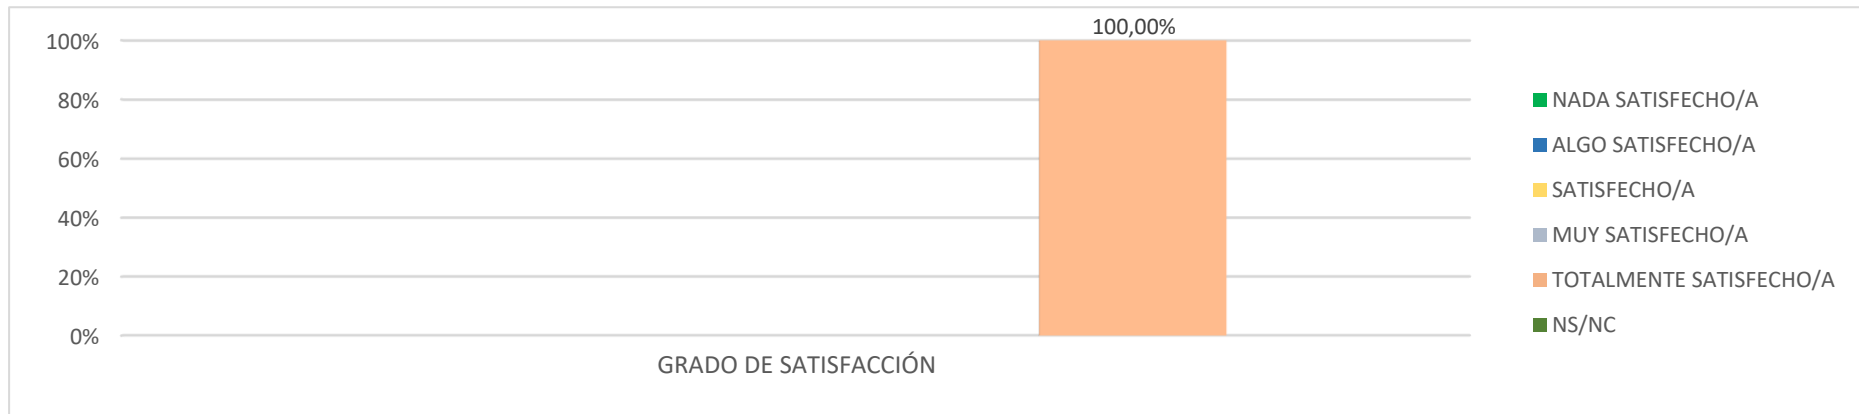 100,00%
100%
80%
60%
40%
20%
0%
GRADO DE SATISFACCIÓN
NADA SATISFECHO/A
ALGO SATISFECHO/A
SATISFECHO/A
MUY SATISFECHO/A
TOTALMENTE SATISFECHO/A
NS/NC